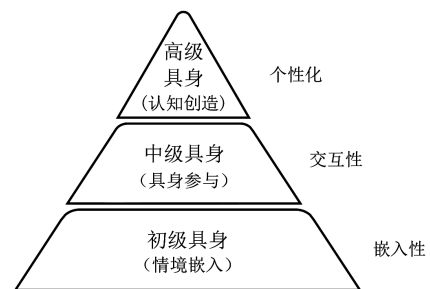 高级
具身
(认知创造)
个性化
中级具身
（具身参与）
交互性
初级具身
（情境嵌入）
嵌入性